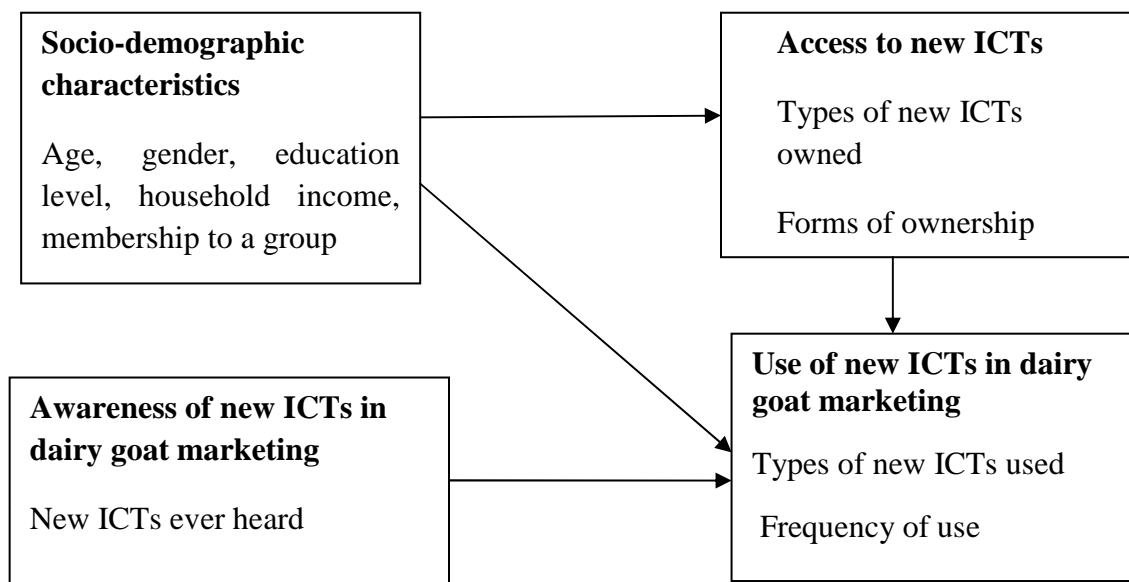 Socio-demographic
characteristics
Age, gender, education
level, household income,
membership to a group
Access to new ICTs
Types of new ICTs
owned
Forms of ownership
Awareness of new ICTs in
dairy goat marketing
New ICTs ever heard
Use of new ICTs in dairy
goat marketing
Types of new ICTs used
Frequency of use